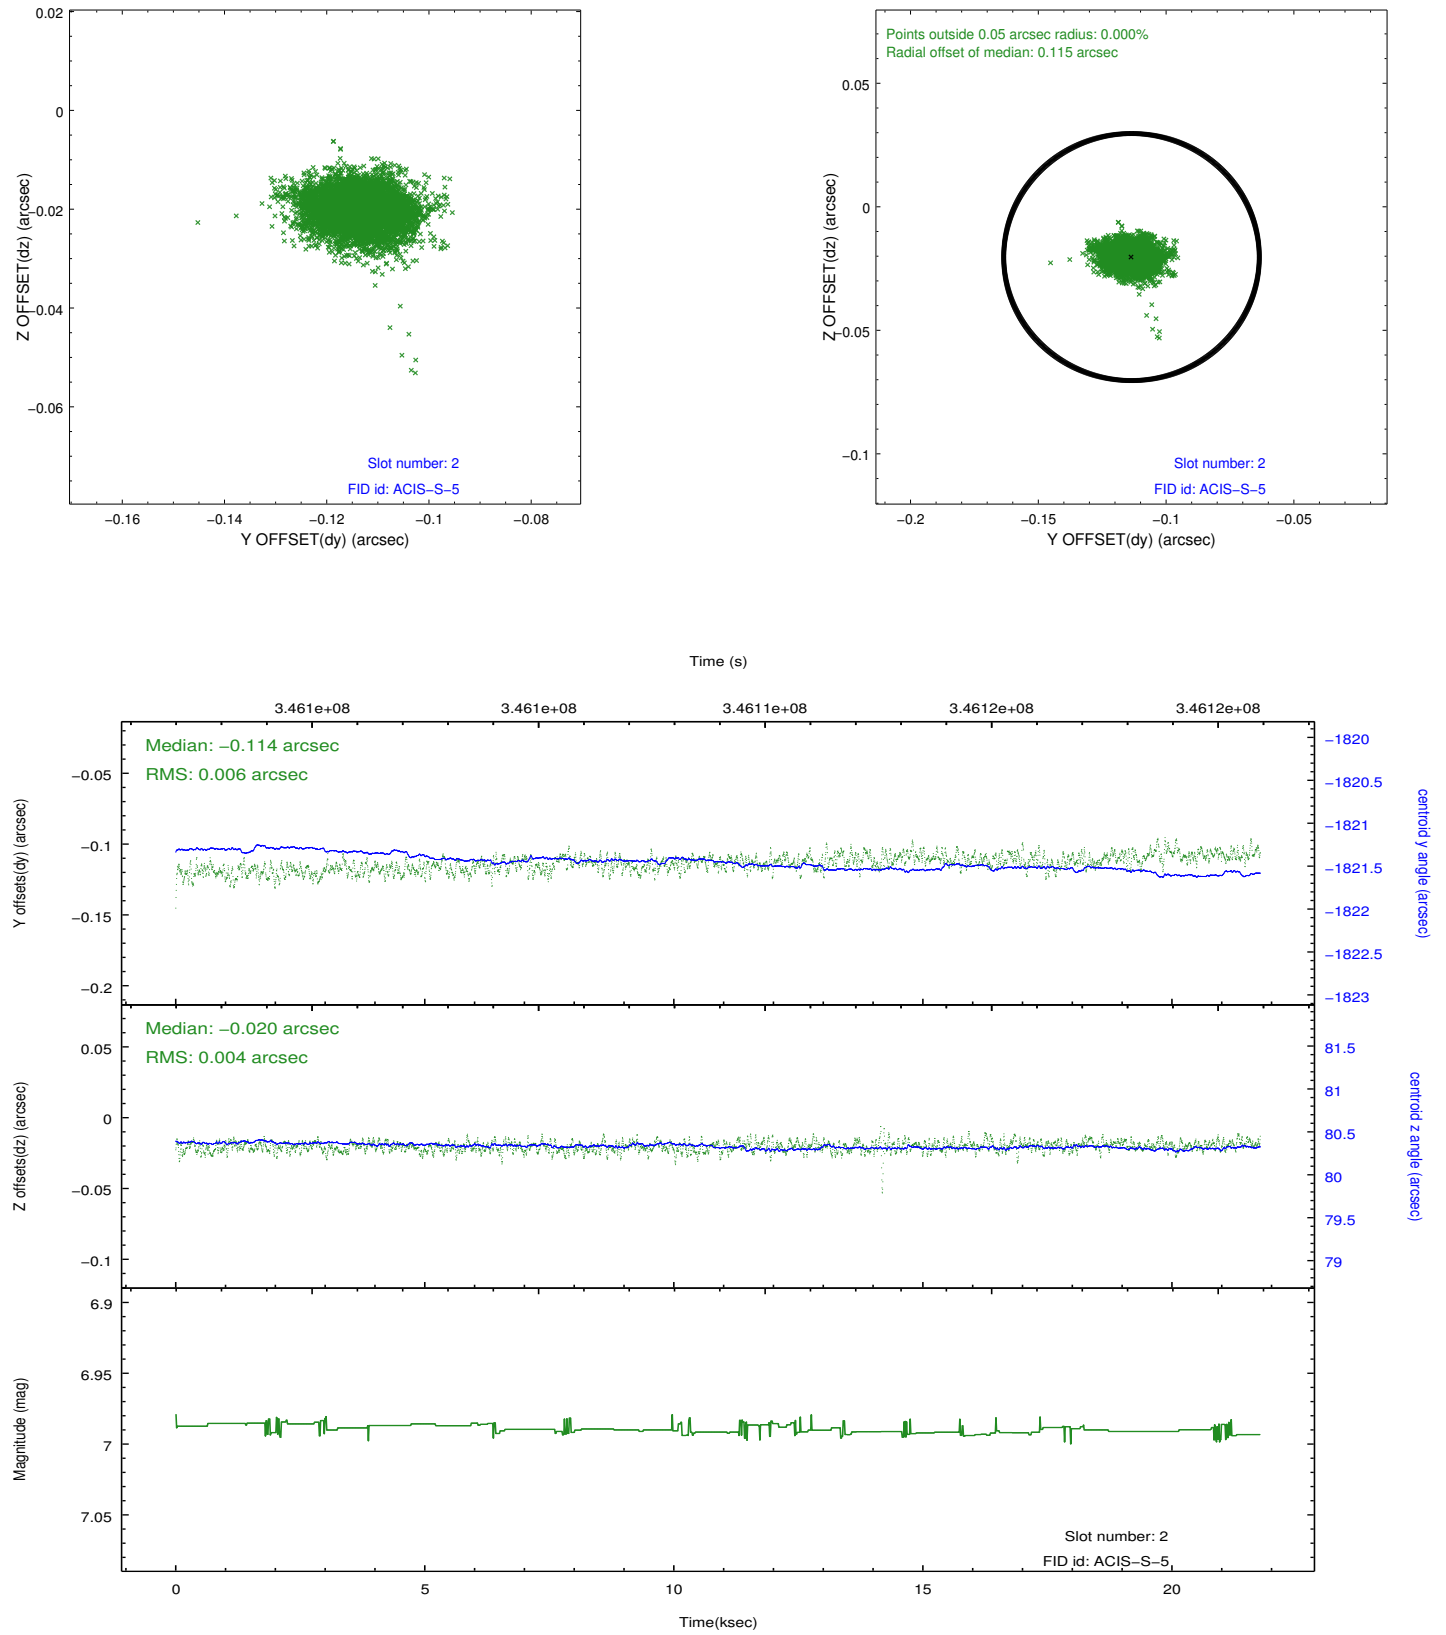 0.02
0
−0.02
−0.04
−0.06
Z OFFSET(dz) (arcsec)
Slot number: 2
FID id: ACIS−S−5
−0.16
−0.14
−0.12
−0.1
−0.08
Y OFFSET(dy) (arcsec)
Points outside 0.05 arcsec radius: 0.000%
Radial offset of median: 0.115 arcsec
0.05
0
−0.05
−0.1
Z OFFSET(dz) (arcsec)
Slot number: 2
FID id: ACIS−S−5
−0.2
−0.15
−0.1
−0.05
Y OFFSET(dy) (arcsec)
Time (s)
3.461e+08
3.461e+08
3.4611e+08
3.4612e+08
3.4612e+08
Median: −0.114 arcsec
RMS: 0.006 arcsec
−0.05
−0.1
−0.15
−0.2
Y offsets(dy) (arcsec)
−1820
−1820.5
−1821
−1821.5
−1822
−1822.5
−1823
centroid y angle (arcsec)
Median: −0.020 arcsec
RMS: 0.004 arcsec
0.05
0
−0.05
−0.1
Z offsets(dz) (arcsec)
81.5
81
80.5
80
79.5
79
centroid z angle (arcsec)
6.9
6.95
7
7.05
Magnitude (mag)
Slot number: 2
FID id: ACIS−S−5
0
5
10
15
20
Time(ksec)